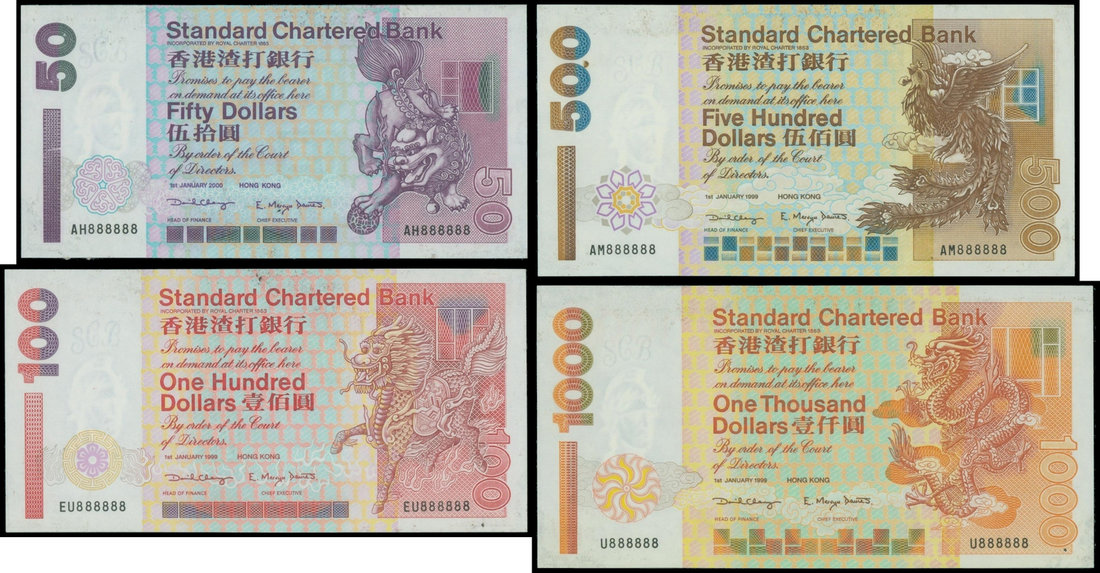 50
Standard Chartered Bank
INCORPORATED BY ROYAL CHARTER 1853
香港渣打銀行
Promises to pay the bearer
on demand at its office here
Fifty Dollars
伍拾圓
By order of the Court
of Directors.
1st JANUARY 2000 HONG KONG
HEAD OF FINANCE CHIEF EXECUTIVE
AH888888 AH888888
50
500
Standard Chartered Bank
INCORPORATED BY ROYAL CHARTER 1853
香港渣打銀行
Promises to pay the bearer
on demand at its office here
Five Hundred
Dollars 伍佰圓
By order of the Court
of Directors.
1st JANUARY 1999 HONG KONG
HEAD OF FINANCE CHIEF EXECUTIVE
AM888888 AM888888
500
100
Standard Chartered Bank
INCORPORATED BY ROYAL CHARTER 1853
香港渣打銀行
Promises to pay the bearer
on demand at its office here
One Hundred
Dollars 壹佰圓
By order of the Court
of Directors.
1st JANUARY 1999 HONG KONG
HEAD OF FINANCE CHIEF EXECUTIVE
EU888888 EU888888
100
1000
Standard Chartered Bank
INCORPORATED BY ROYAL CHARTER 1853
香港渣打銀行
Promises to pay the bearer
on demand at its office here
One Thousand
Dollars 壹仟圓
By order of the Court
of Directors.
1st JANUARY 1999 HONG KONG
HEAD OF FINANCE CHIEF EXECUTIVE
U888888 U888888
1000